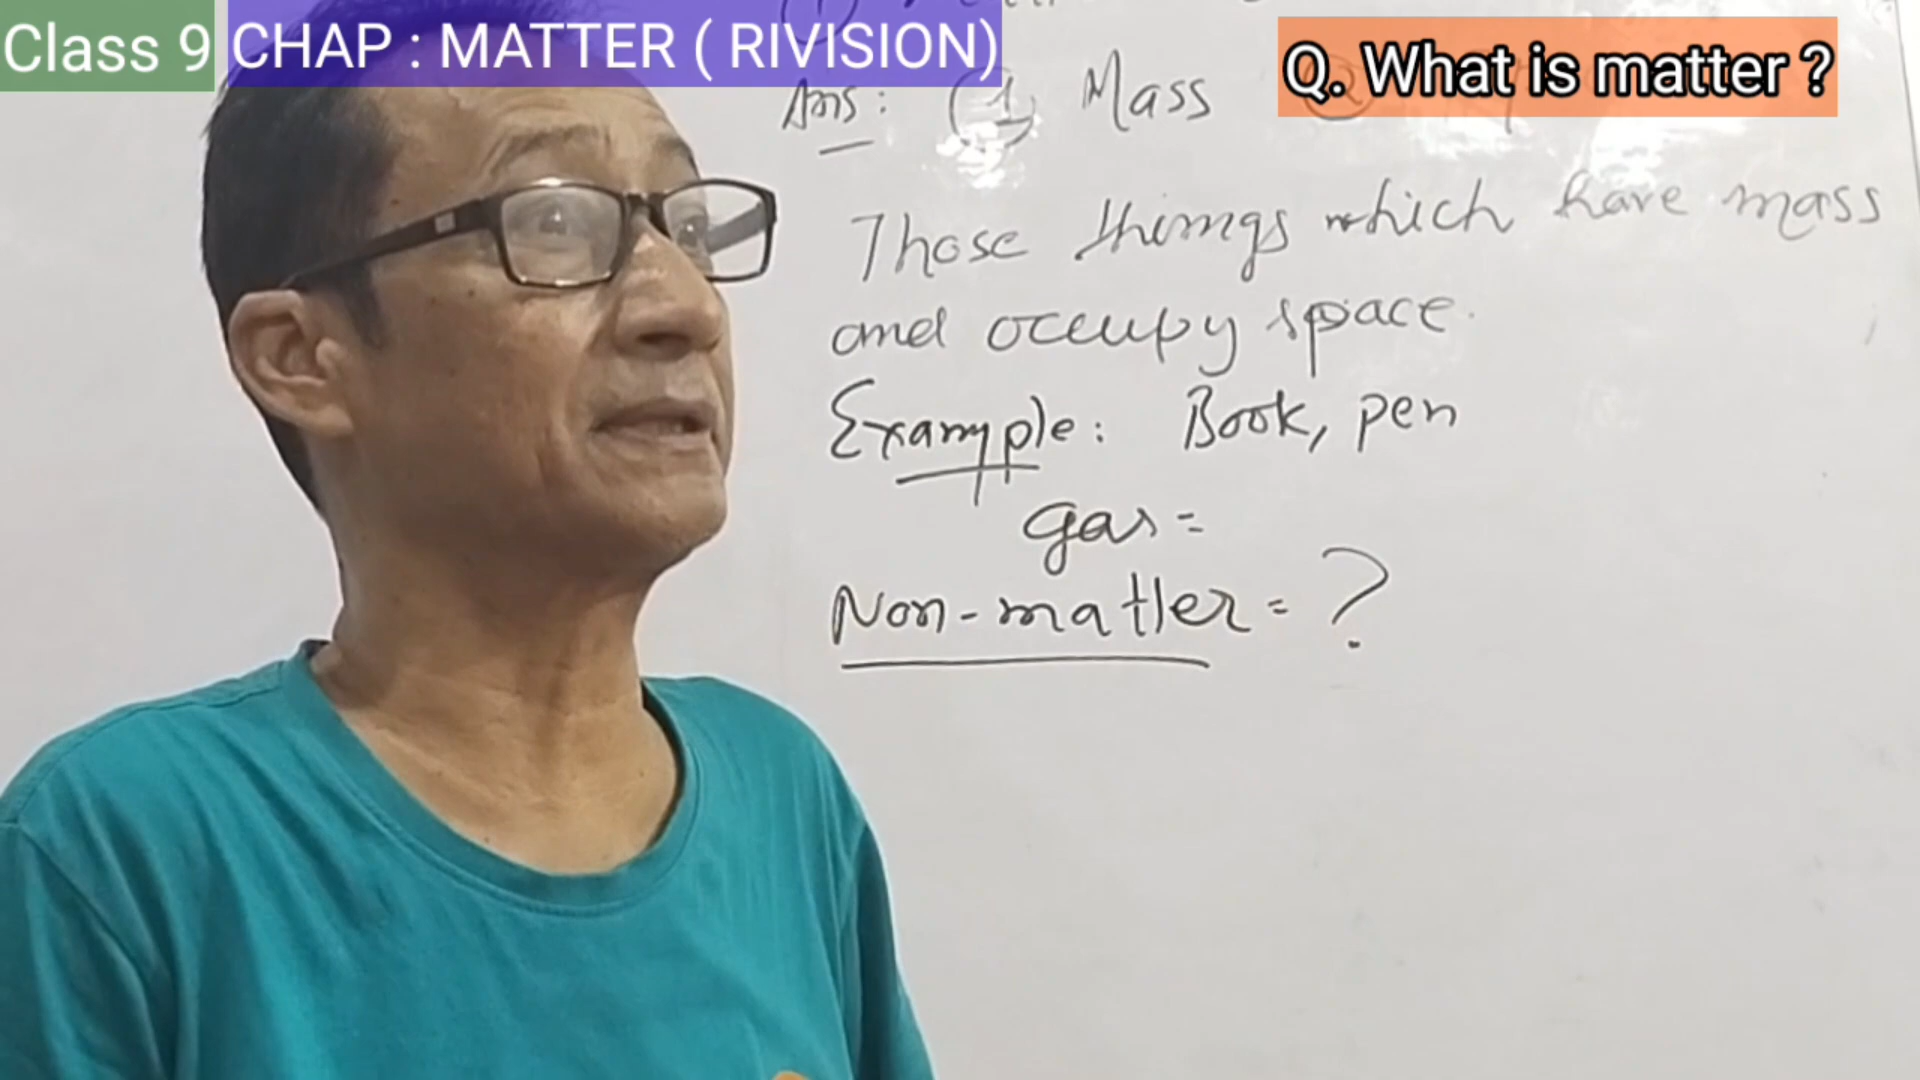 Class 9
CHAP : MATTER ( RIVISION)
Q. What is matter ?
Ans : (1) Mass
Those things which have mass
and occupy space.
Example : Book, pen
gas =
Non-matter = ?